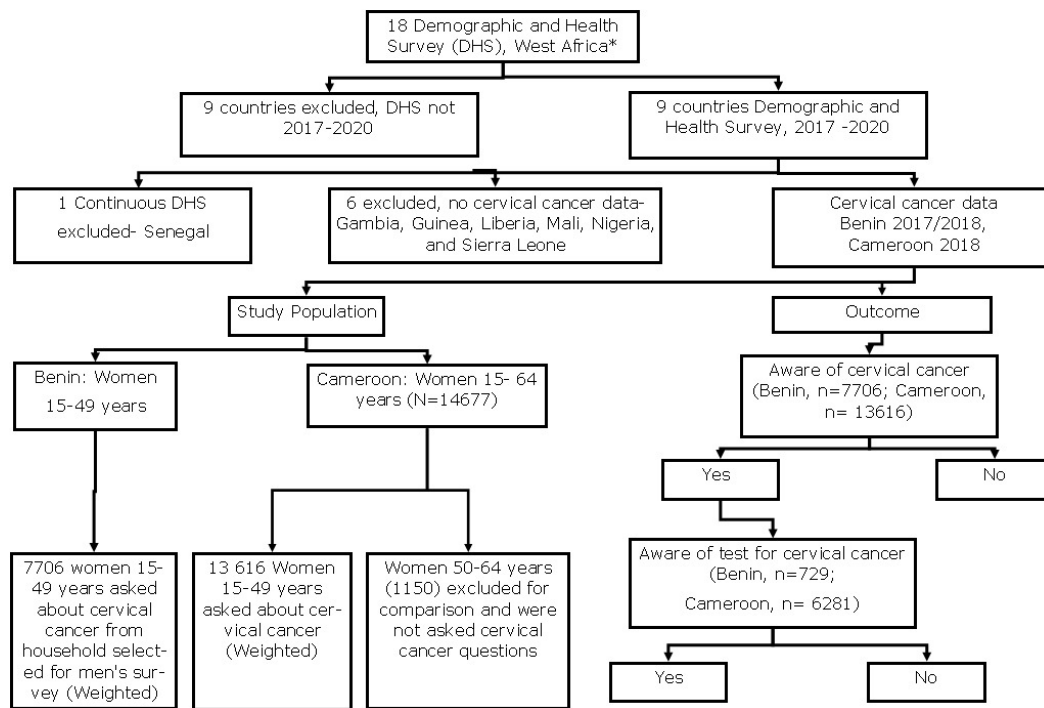 18 Demographic and Health
Survey (DHS), West Africa*
9 countries excluded, DHS not
2017-2020
9 countries Demographic and
Health Survey, 2017 -2020
1 Continuous DHS
excluded- Senegal
6 excluded, no cervical cancer data-
Gambia, Guinea, Liberia, Mali, Nigeria,
and Sierra Leone
Cervical cancer data
Benin 2017/2018,
Cameroon 2018
Study Population
Outcome
Benin: Women
15-49 years
Cameroon: Women 15- 64
years (N=14677)
Aware of cervical cancer
(Benin, n=7706; Cameroon,
n= 13616)
Yes
No
7706 women 15-
49 years asked
about cervical
cancer from
household select-
ed for men's sur-
vey (Weighted)
13 616 Women
15-49 years
asked about cer-
vical cancer
(Weighted)
Women 50-64 years
(1150) excluded for
comparison and were
not asked cervical
cancer questions
Aware of test for cervical cancer
(Benin, n=729;
Cameroon, n= 6281)
Yes
No